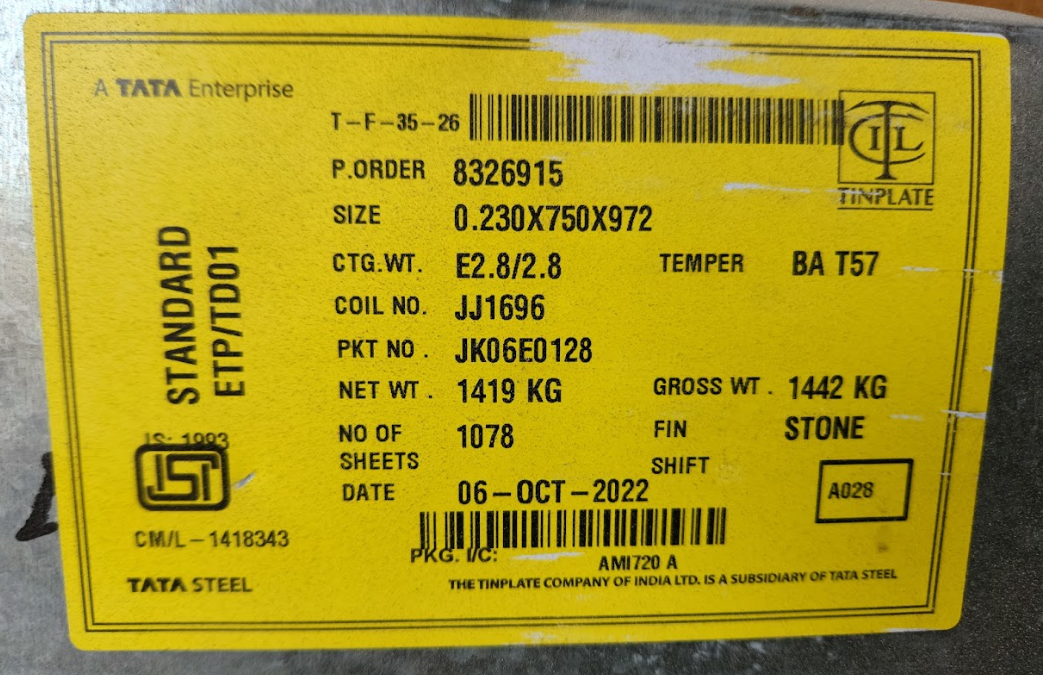 A TATA Enterprise
T-F-35-26
TCIL
TINPLATE
P.ORDER 8326915
SIZE 0.230X750X972
CTG.WT. E2.8/2.8 TEMPER BA T57
COIL NO. JJ1696
PKT NO. JK06E0128
NET WT. 1419 KG GROSS WT. 1442 KG
NO OF SHEETS 1078 FIN STONE
SHIFT
DATE 06-OCT-2022
A028
STANDARD
ETP/TD01
IS: 1993
ISI
CM/L-1418343
PKG. I/C: AMI720 A
TATA STEEL
THE TINPLATE COMPANY OF INDIA LTD. IS A SUBSIDIARY OF TATA STEEL